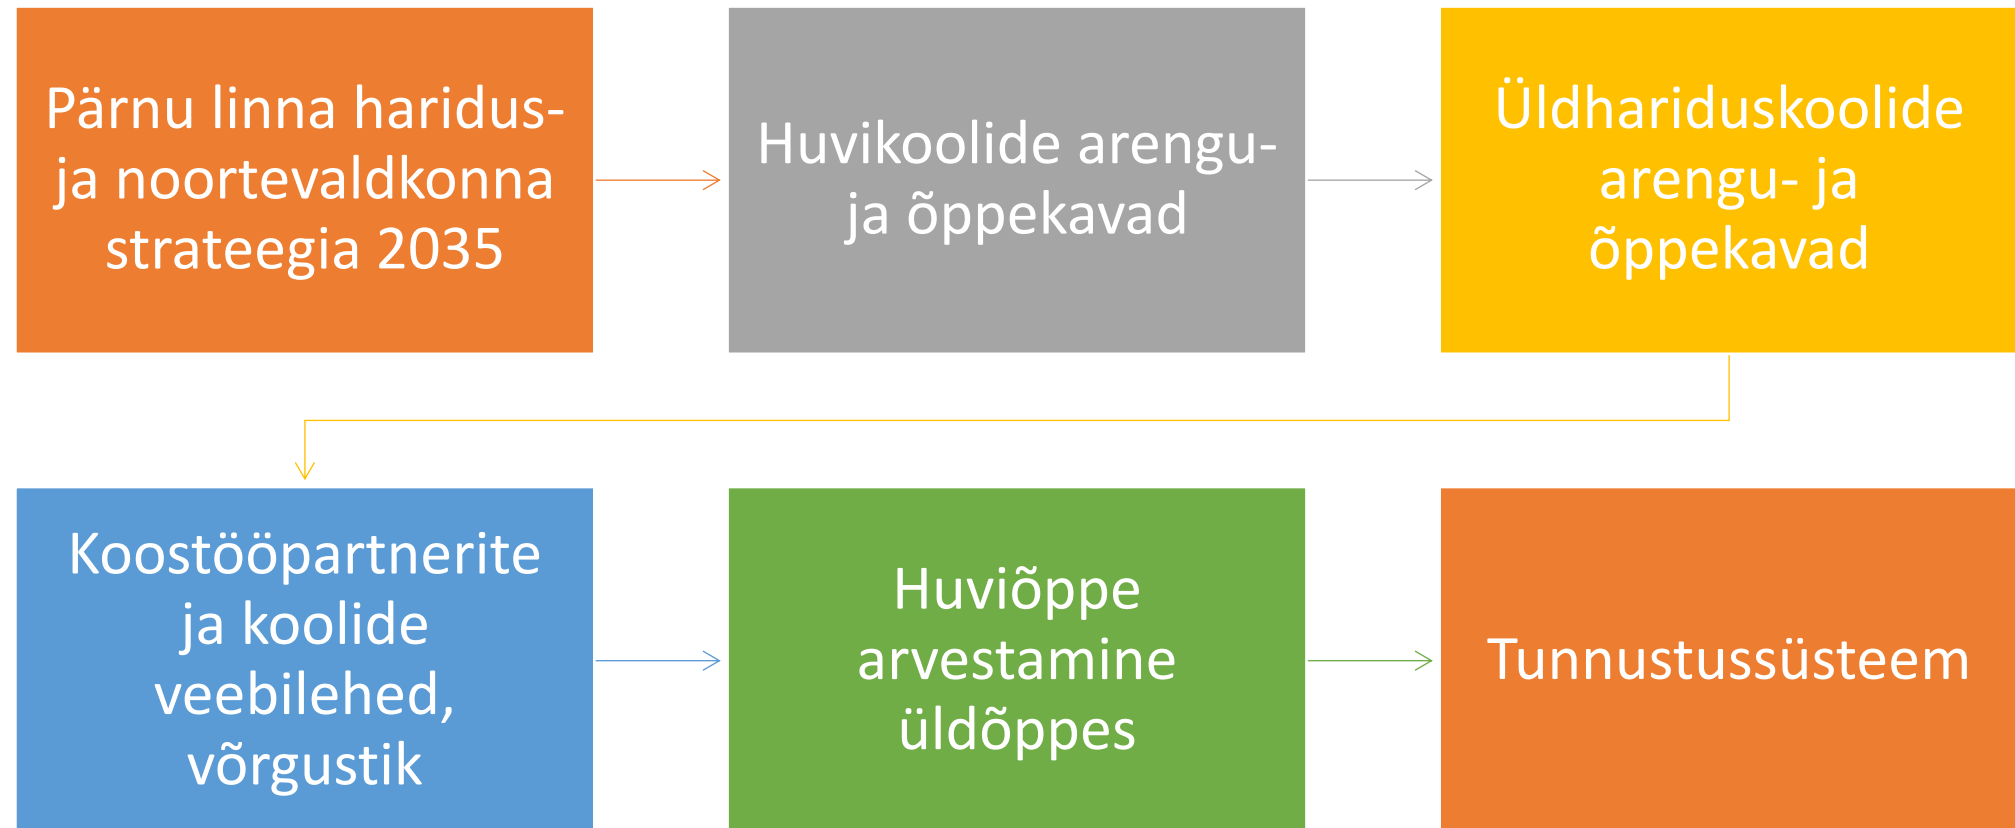 Pärnu linna haridus-
ja noortevaldkonna
strateegia 2035
Huvikoolide arengu-
ja õppekavad
Üldhariduskoolide
arengu- ja
õppekavad
Koostööpartnerite
ja koolide
veebilehed,
võrgustik
Huviõppe
arvestamine
üldõppes
Tunnustussüsteem